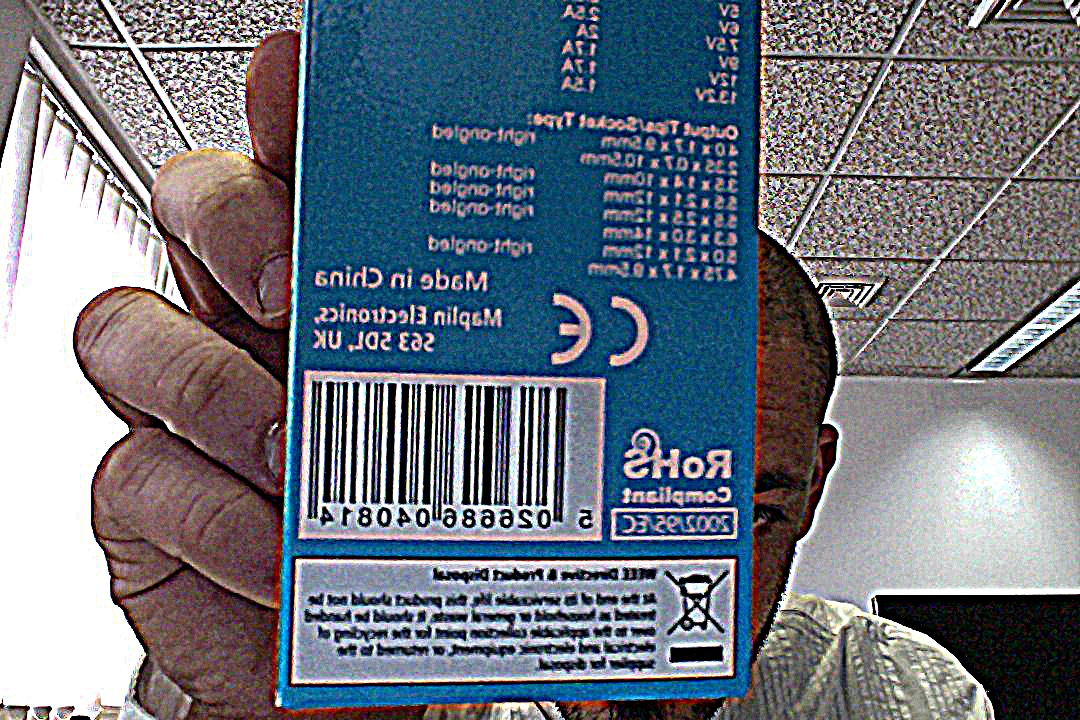 5V
6V 2.5A
7.5V 2A
9V 1.7A
12V 1.7A
13.2V 1.5A
Output Tips/Socket Type:
4.0 x 1.7 x 9.5mm right-angled
2.35 x 0.7 x 10.5mm
3.5 x 1.4 x 10mm right-angled
5.5 x 2.1 x 12mm right-angled
5.5 x 2.5 x 12mm right-angled
6.3 x 3.0 x 14mm
5.0 x 2.1 x 12mm right-angled
4.75 x 1.7 x 9.5mm
Made in China
Maplin Electronics,
S63 5DL, UK
CE
RoHS
Compliant
2002/95/EC
5 026686 040814
WEEE Directive & Product Disposal
At the end of its serviceable life, this product should not be
treated as household or general waste. It should be handed
over to the applicable collection point for the recycling of
electrical and electronic equipment, or returned to the
supplier for disposal.